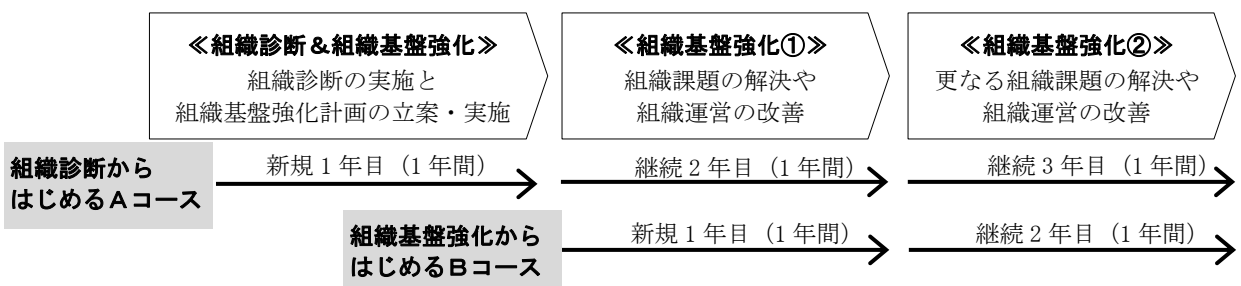 ≪組織診断＆組織基盤強化≫
組織診断の実施と
組織基盤強化計画の立案・実施
≪組織基盤強化①≫
組織課題の解決や
組織運営の改善
≪組織基盤強化②≫
更なる組織課題の解決や
組織運営の改善
組織診断から
はじめるＡコース
新規１年目（1年間）
継続２年目（1年間）
継続３年目（1年間）
組織基盤強化から
はじめるＢコース
新規１年目（1年間）
継続２年目（1年間）